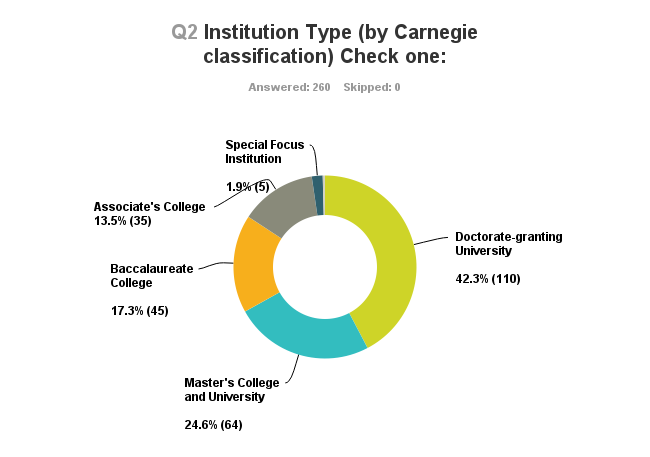 Q2 Institution Type (by Carnegie
classification) Check one:
Answered: 260 Skipped: 0
Special Focus
Institution
1.9% (5)
Associate's College
13.5% (35)
Baccalaureate
College
17.3% (45)
Doctorate-granting
University
42.3% (110)
Master's College
and University
24.6% (64)